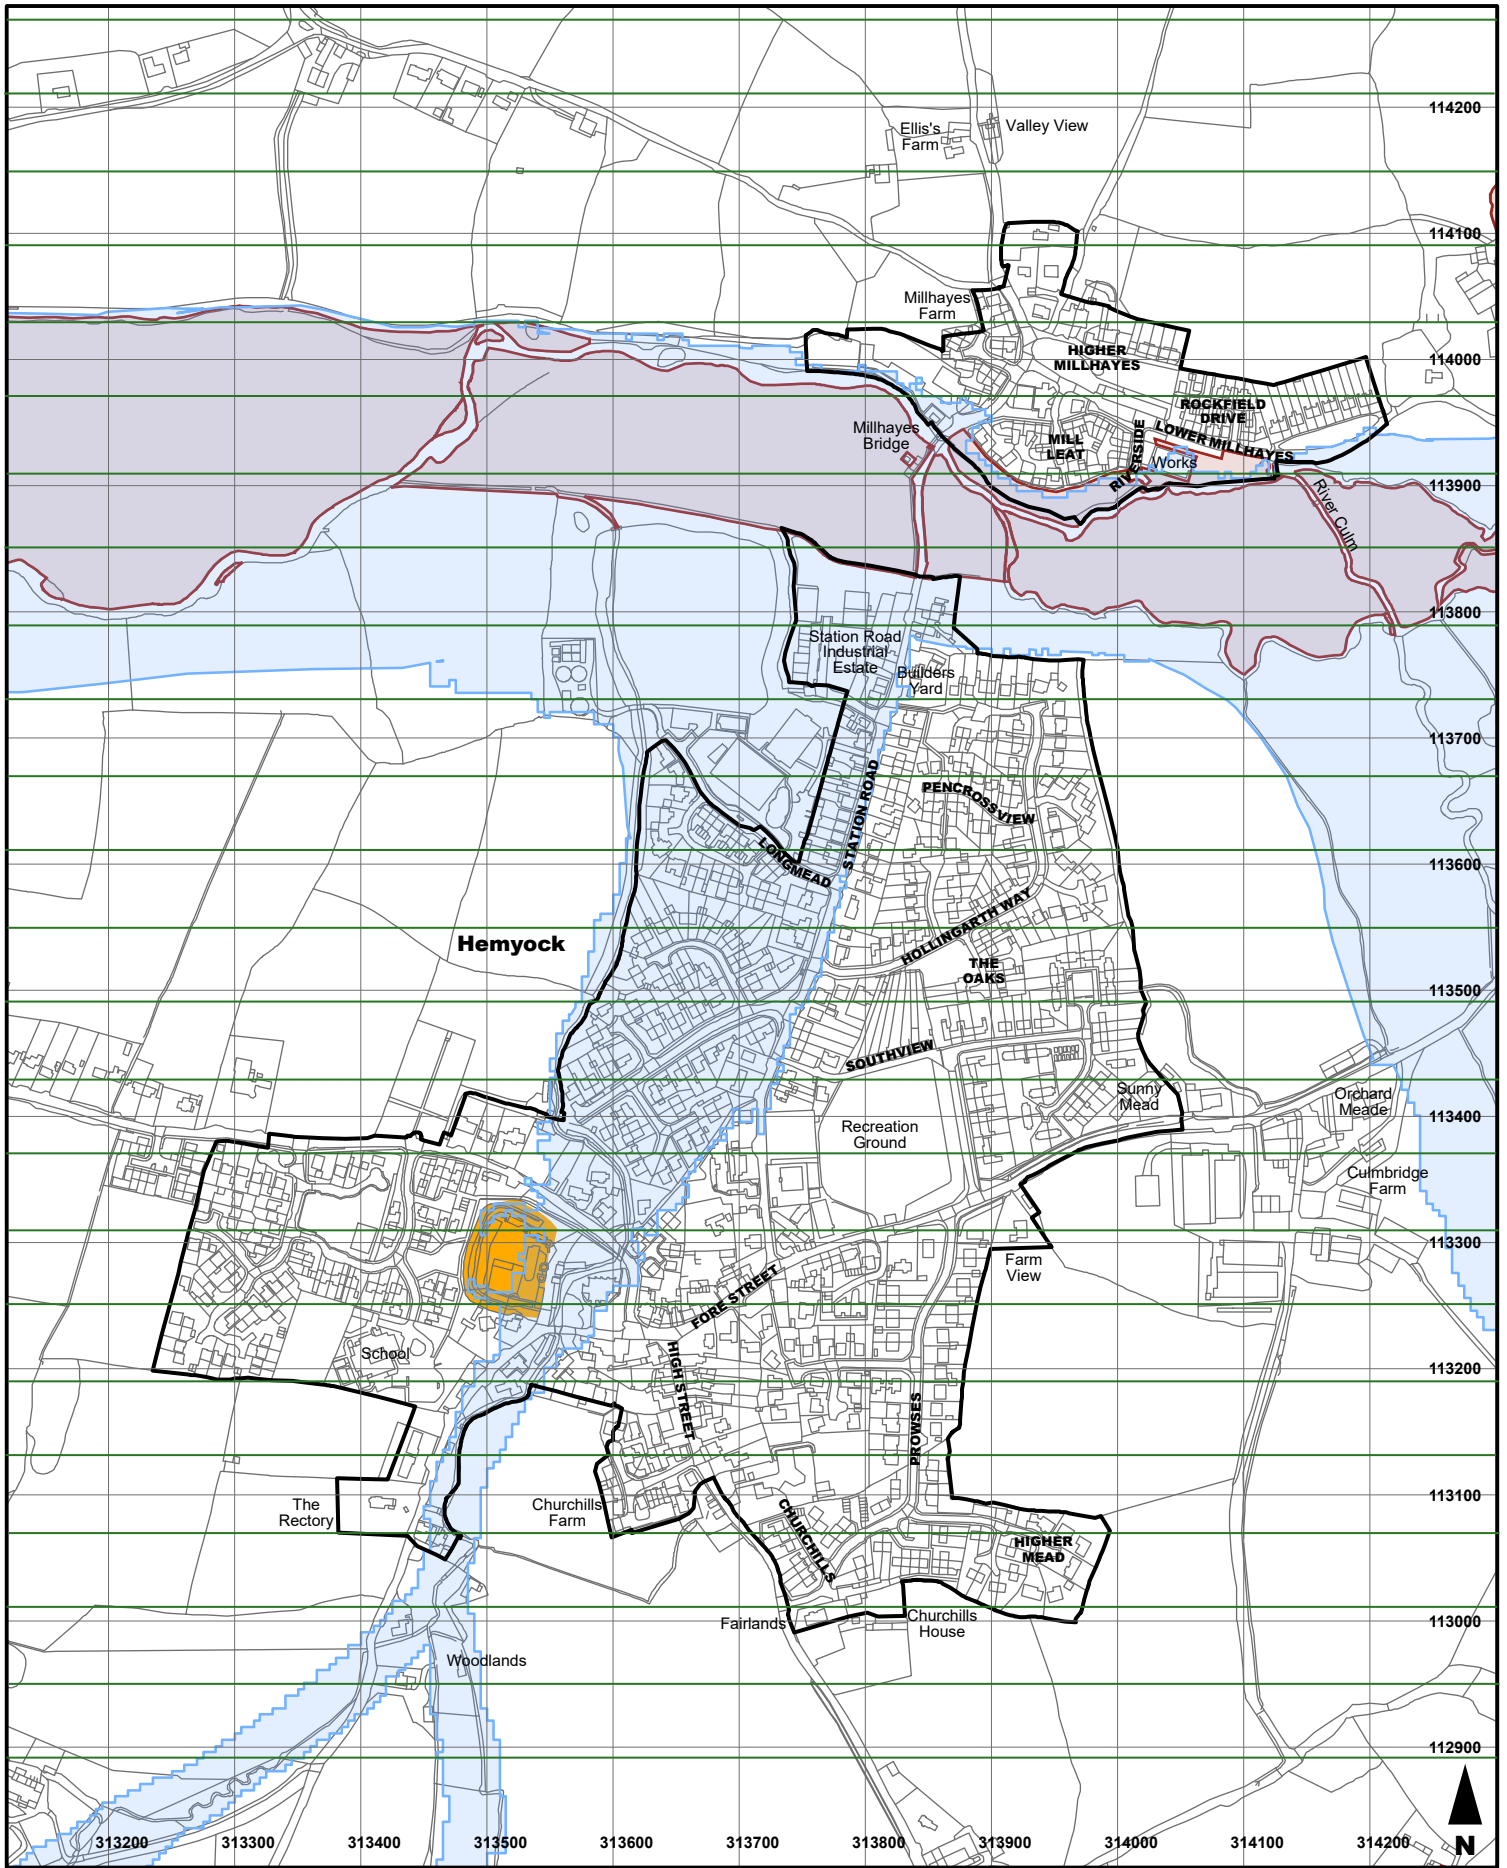 114200
Ellis's
Farm
Valley View
114100
Millhayes
Farm
HIGHER
MILLHAYES
114000
ROCKFIELD
DRIVE
Millhayes
Bridge
MILL
LEAT
RIVERSIDE
LOWER MILLHAYES
Works
113900
River Culm
113800
Station Road
Industrial
Estate
Builders
Yard
113700
PENCROSSVIEW
STATION ROAD
LONGMEAD
113600
HOLLINGARTH WAY
Hemyock
THE
OAKS
113500
SOUTHVIEW
Sunny
Mead
Orchard
Meade
113400
Recreation
Ground
Culmbridge
Farm
113300
Farm
View
FORE STREET
School
HIGH STREET
113200
PROWSES
113100
The
Rectory
Churchills
Farm
CHURCHILLS
HIGHER
MEAD
Fairlands
Churchills
House
113000
Woodlands
112900
313200
313300
313400
313500
313600
313700
313800
313900
314000
314100
314200
N